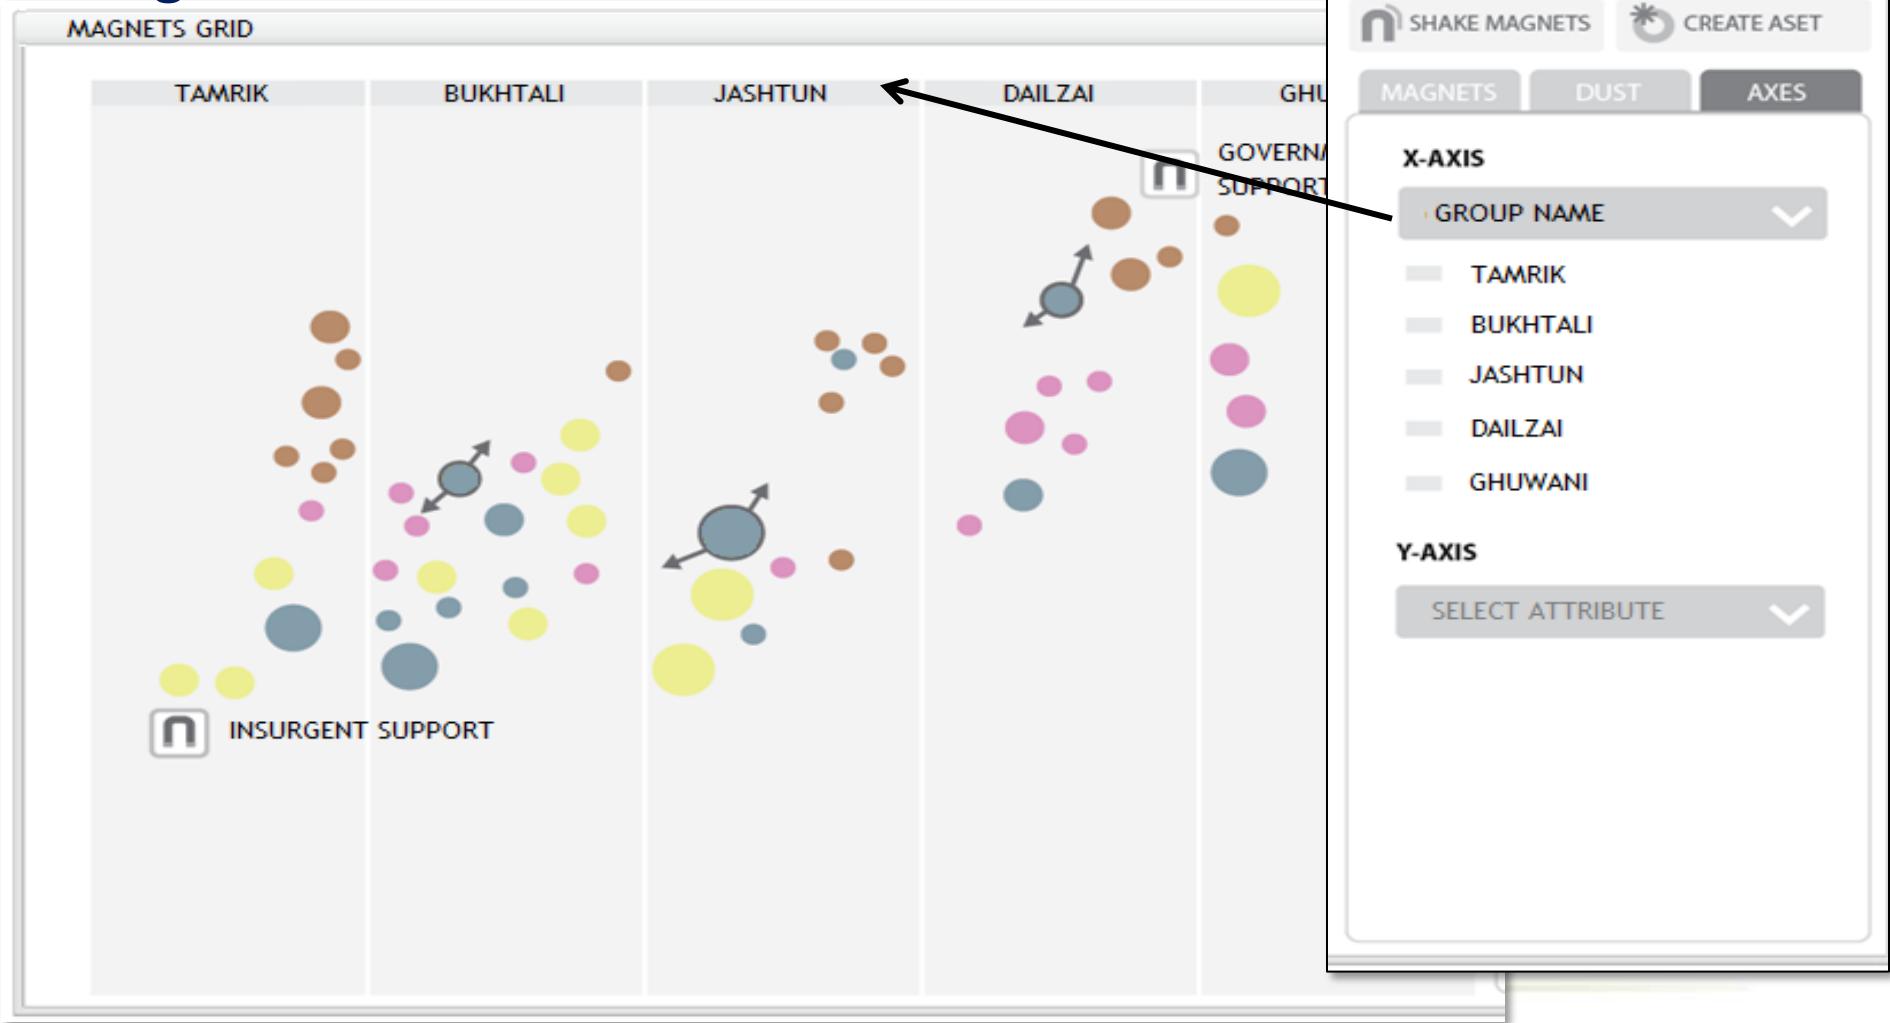 MAGNETS GRID
TAMRIK
BUKHTALI
JASHTUN
DAILZAI
INSURGENT SUPPORT
SHAKE MAGNETS
CREATE ASET
MAGNETS
DUST
AXES
X-AXIS
GROUP NAME
TAMRIK
BUKHTALI
JASHTUN
DAILZAI
GHUWANI
Y-AXIS
SELECT ATTRIBUTE